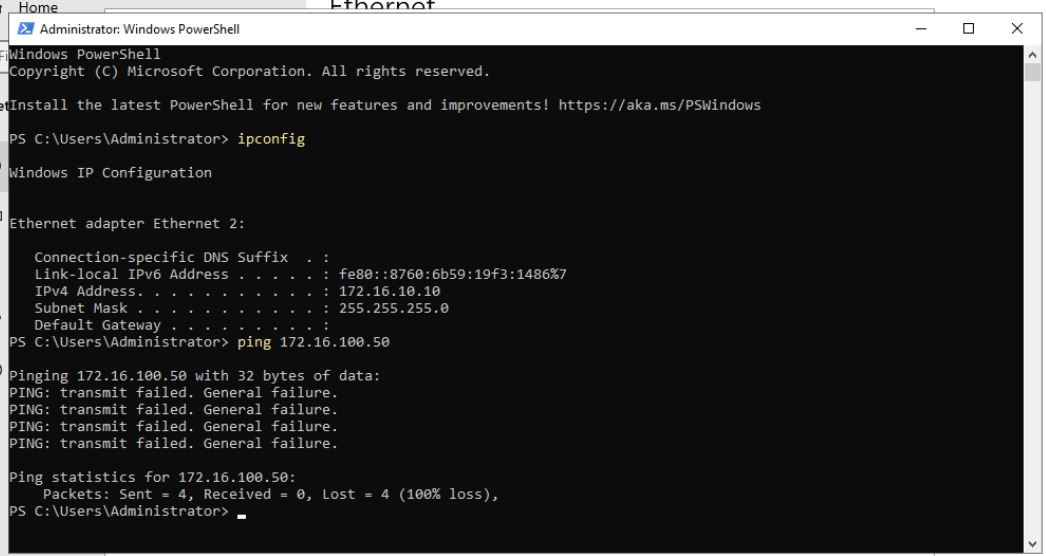 Home
Ethernet
Administrator: Windows PowerShell
Windows PowerShell
Copyright (C) Microsoft Corporation. All rights reserved.
Install the latest PowerShell for new features and improvements! https://aka.ms/PSWindows
PS C:\Users\Administrator> ipconfig
Windows IP Configuration
Ethernet adapter Ethernet 2:
   Connection-specific DNS Suffix  . :
   Link-local IPv6 Address . . . . . : fe80::8760:6b59:19f3:1486%7
   IPv4 Address. . . . . . . . . . . : 172.16.10.10
   Subnet Mask . . . . . . . . . . . : 255.255.255.0
   Default Gateway . . . . . . . . . :
PS C:\Users\Administrator> ping 172.16.100.50
Pinging 172.16.100.50 with 32 bytes of data:
PING: transmit failed. General failure.
PING: transmit failed. General failure.
PING: transmit failed. General failure.
PING: transmit failed. General failure.
Ping statistics for 172.16.100.50:
    Packets: Sent = 4, Received = 0, Lost = 4 (100% loss),
PS C:\Users\Administrator>